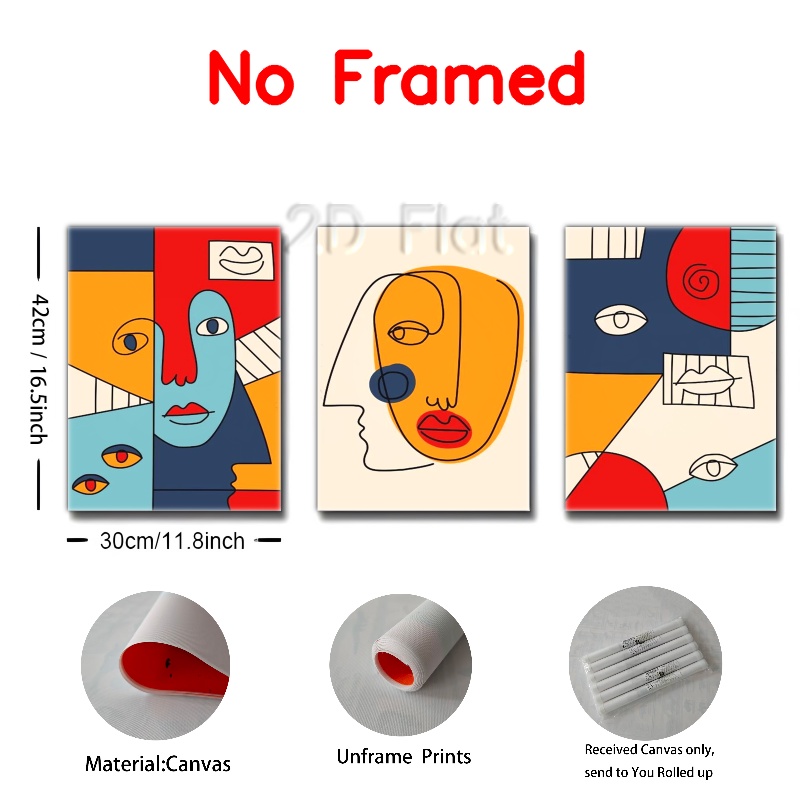 No Framed
2D Flat
42cm / 16.5inch
30cm/11.8inch
Material:Canvas
Unframe Prints
Received Canvas only,
send to You Rolled up